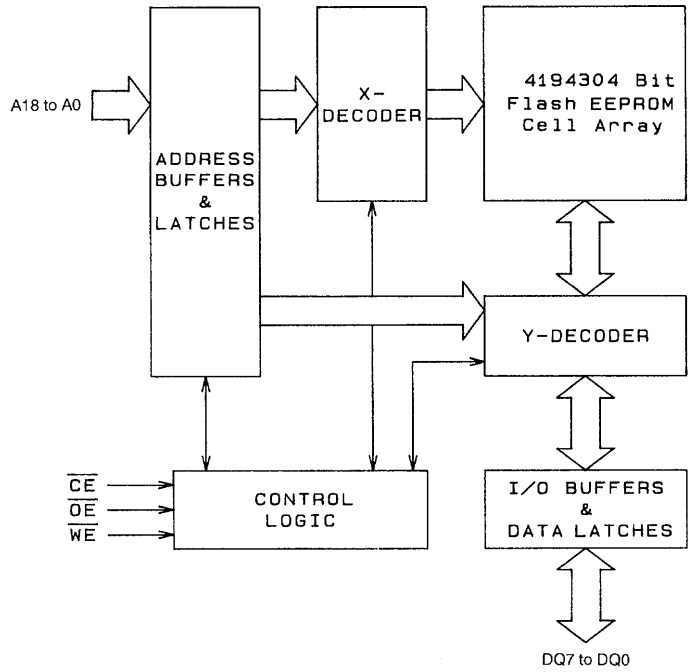 A18 to A0
ADDRESS
BUFFERS
&
LATCHES
X-
DECODER
4194304 Bit
Flash EEPROM
Cell Array
Y-DECODER
CE
OE
WE
CONTROL
LOGIC
I/O BUFFERS
&
DATA LATCHES
DQ7 to DQ0